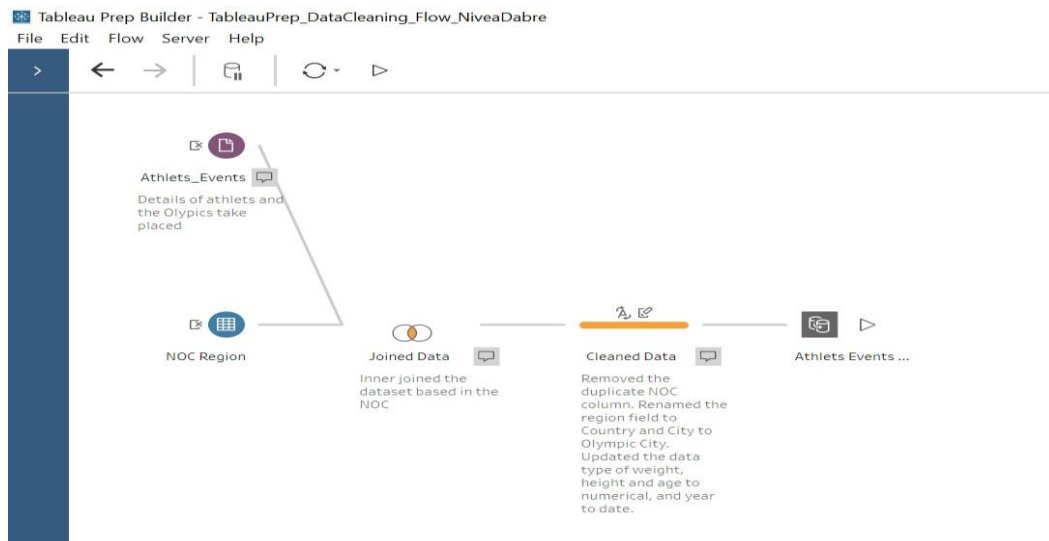 Tableau Prep Builder - TableauPrep_DataCleaning_Flow_NiveaDabre
File Edit Flow Server Help
Athlets_Events
Details of athlets and
the Olypics take
placed
NOC Region
Joined Data
Inner joined the
dataset based in the
NOC
Cleaned Data
Removed the
duplicate NOC
column. Renamed the
region field to
Country and City to
Olympic City.
Updated the data
type of weight,
height and age to
numerical, and year
to date.
Athlets Events ...